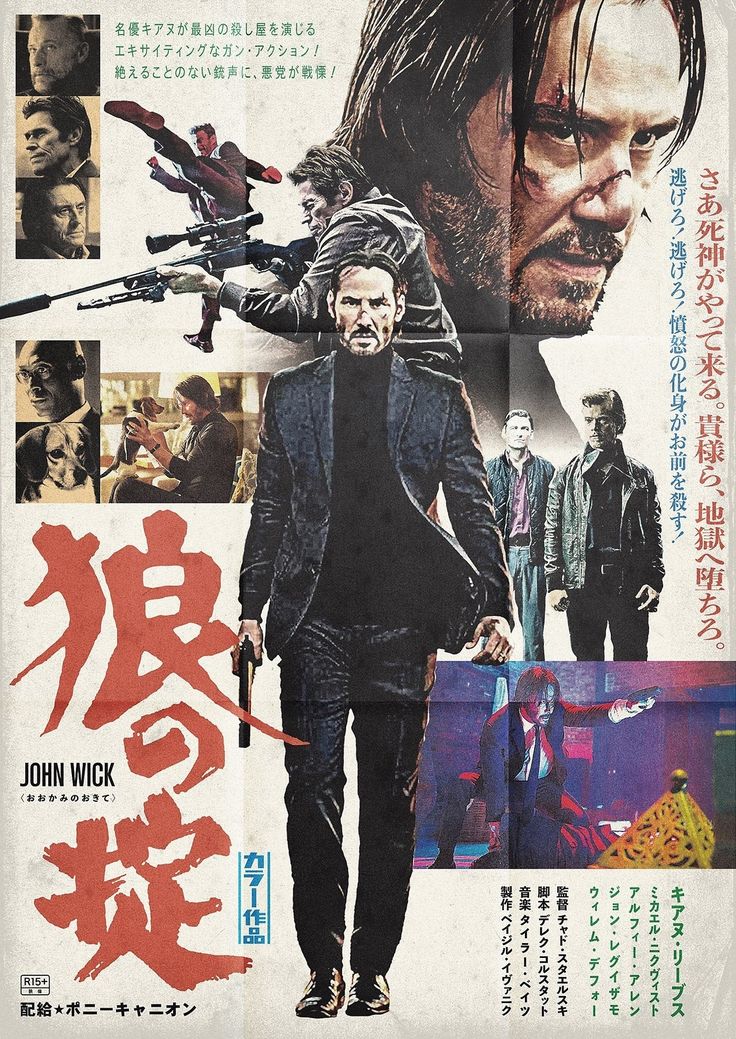 名優キアヌが最凶の殺し屋を演じる
エキサイティングなガン・アクション！
絶えることのない銃声に、悪党が戦慄！
さあ死神がやって来る。貴様ら、地獄へ堕ちろ。
逃げろ！逃げろ！憤怒の化身がお前を殺す！
狼の掟
JOHN WICK
〈おおかみのおきて〉
カラー作品
キアヌ・リーブス
ミカエル・ニクヴィスト
アルフィー・アレン
ジョン・レグイザモ
ウィレム・デフォー
監督 チャド・スタエルスキ
脚本 デレク・コルスタット
音楽 タイラー・ベイツ
製作 ベイジル・イヴァニク
R15+
配給★ポニーキャニオン